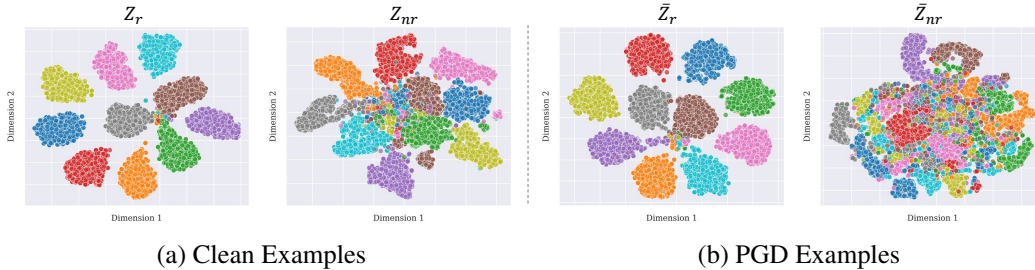 Z_r
Z_nr
Z̄_r
Z̄_nr
Dimension 2
Dimension 2
Dimension 2
Dimension 2
Dimension 1
Dimension 1
Dimension 1
Dimension 1
(a) Clean Examples
(b) PGD Examples